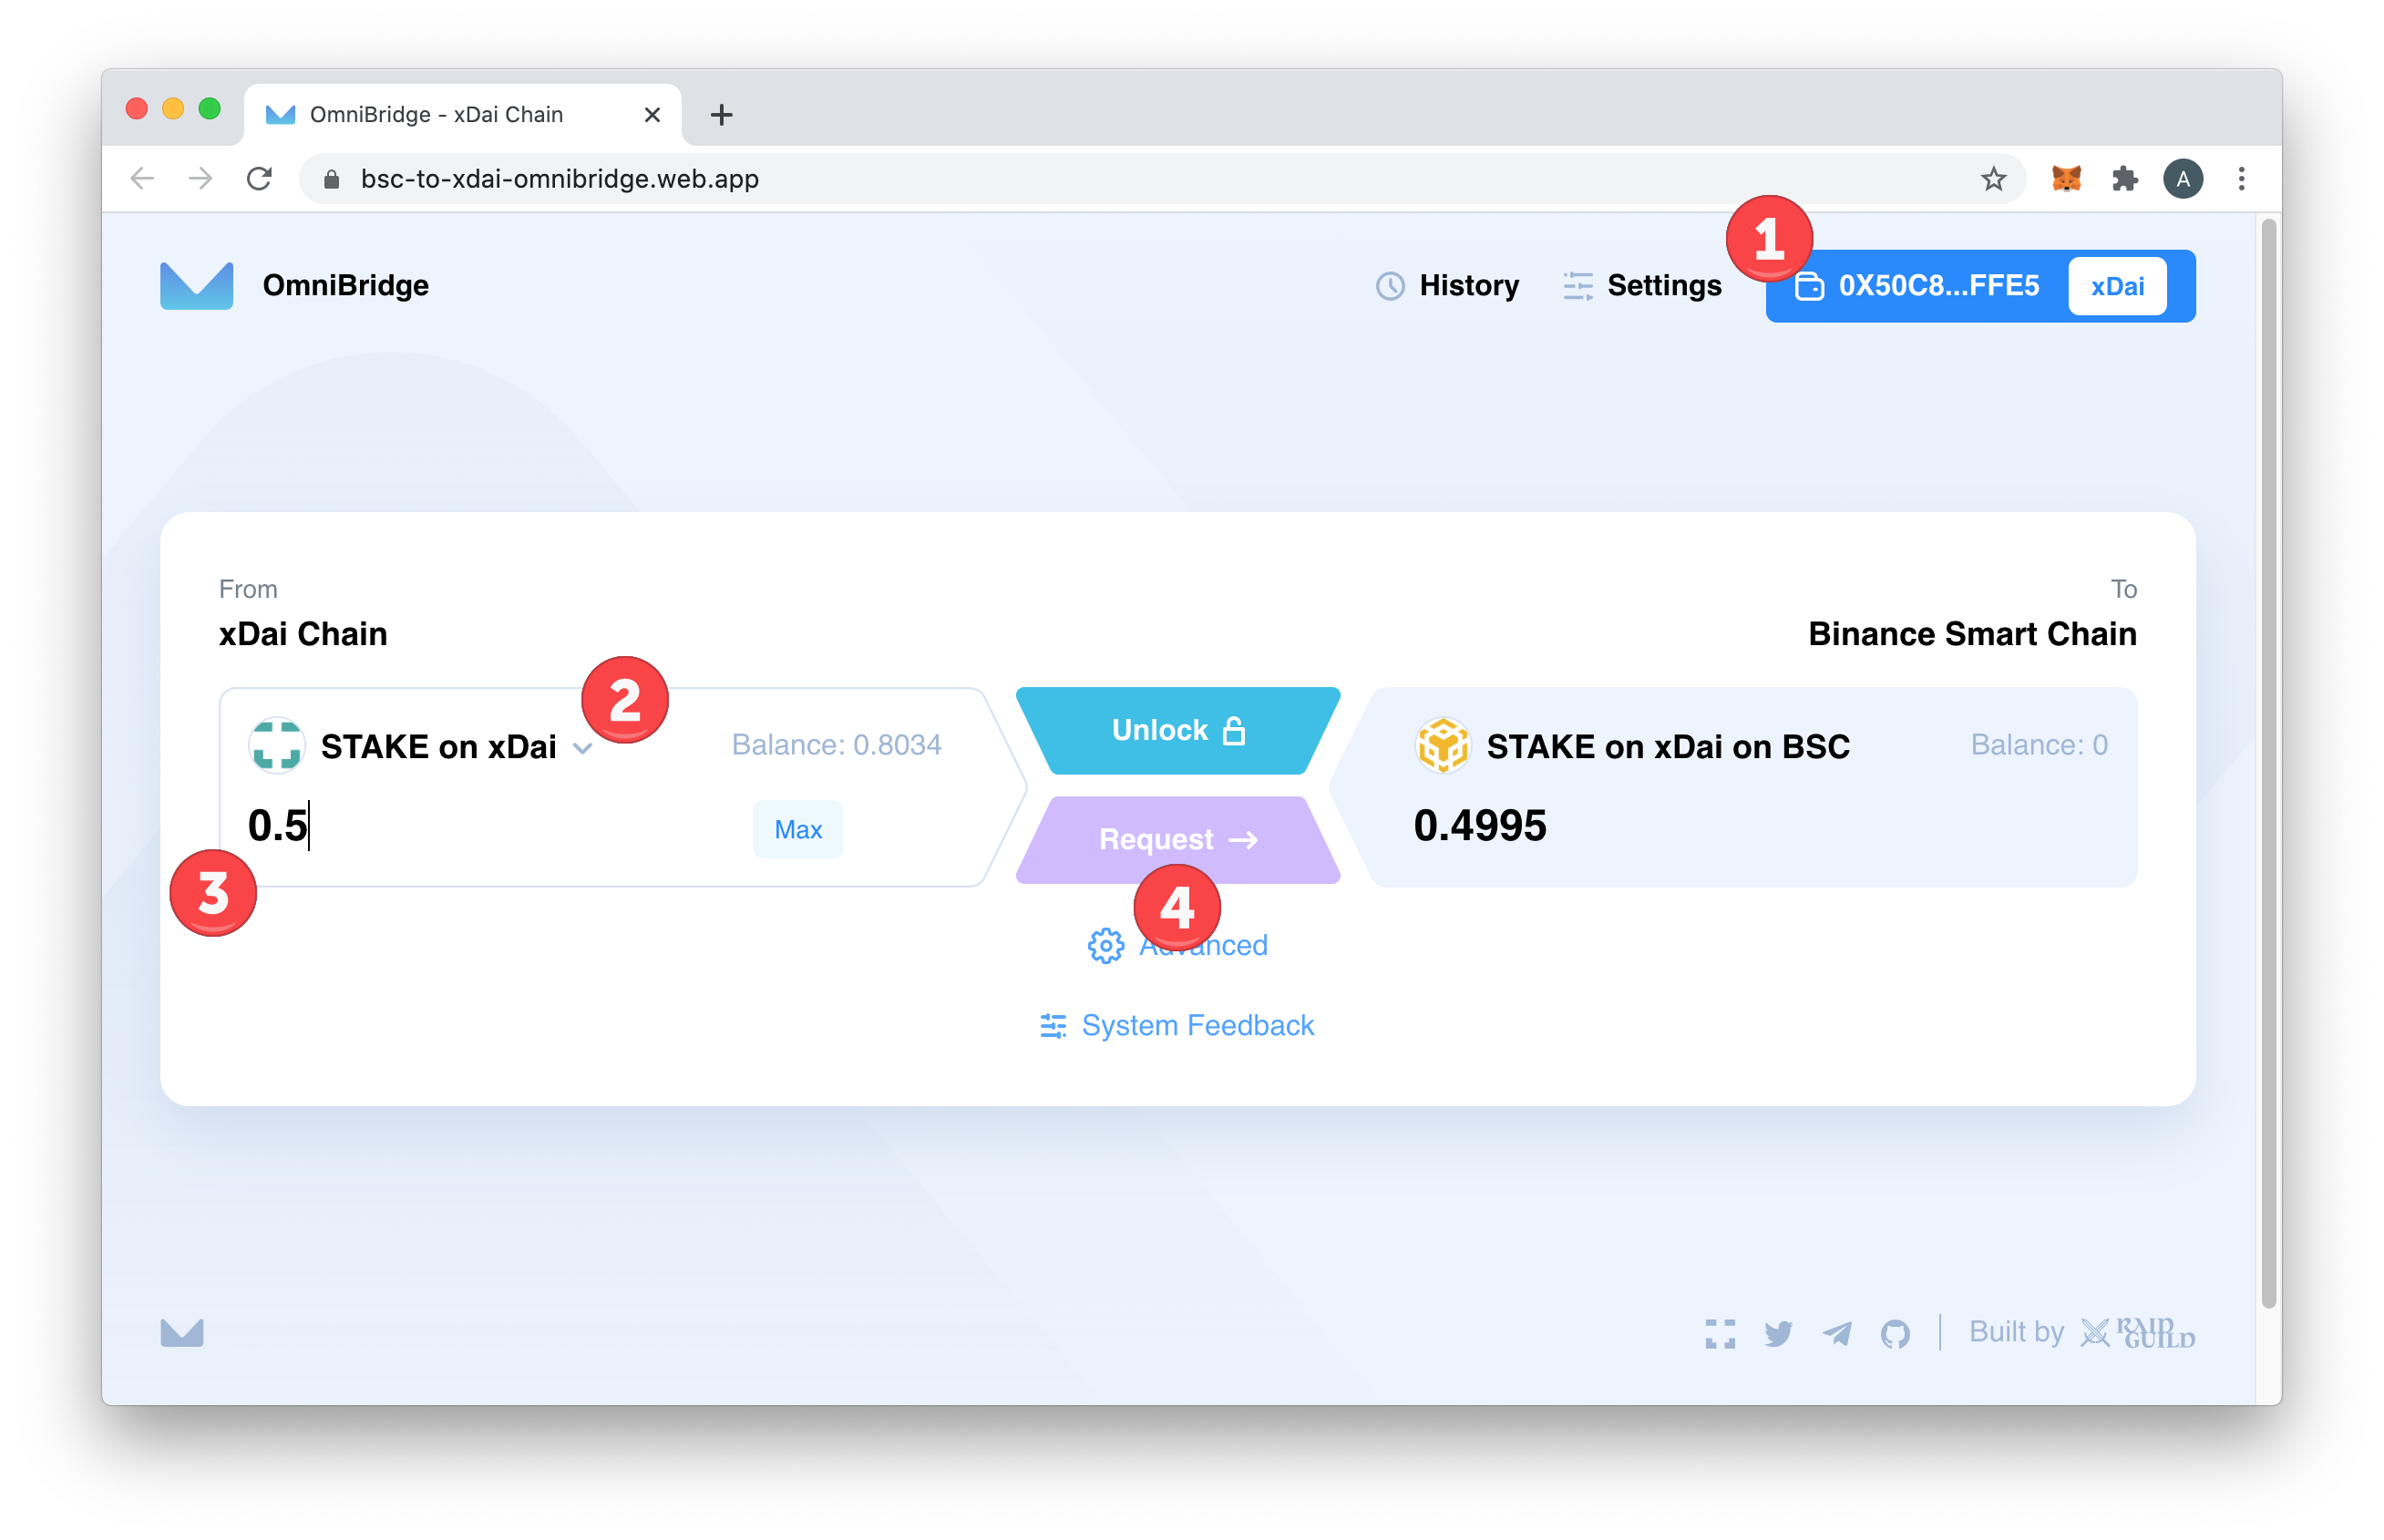 OmniBridge - xDai Chain
bsc-to-xdai-omnibridge.web.app
A
1
OmniBridge
History
Settings
0X50C8...FFE5
xDai
From
To
xDai Chain
Binance Smart Chain
2
STAKE on xDai
Balance: 0.8034
Unlock
STAKE on xDai on BSC
Balance: 0
0.5
Max
Request
0.4995
3
4
Advanced
System Feedback
Built by
RAID
GUILD